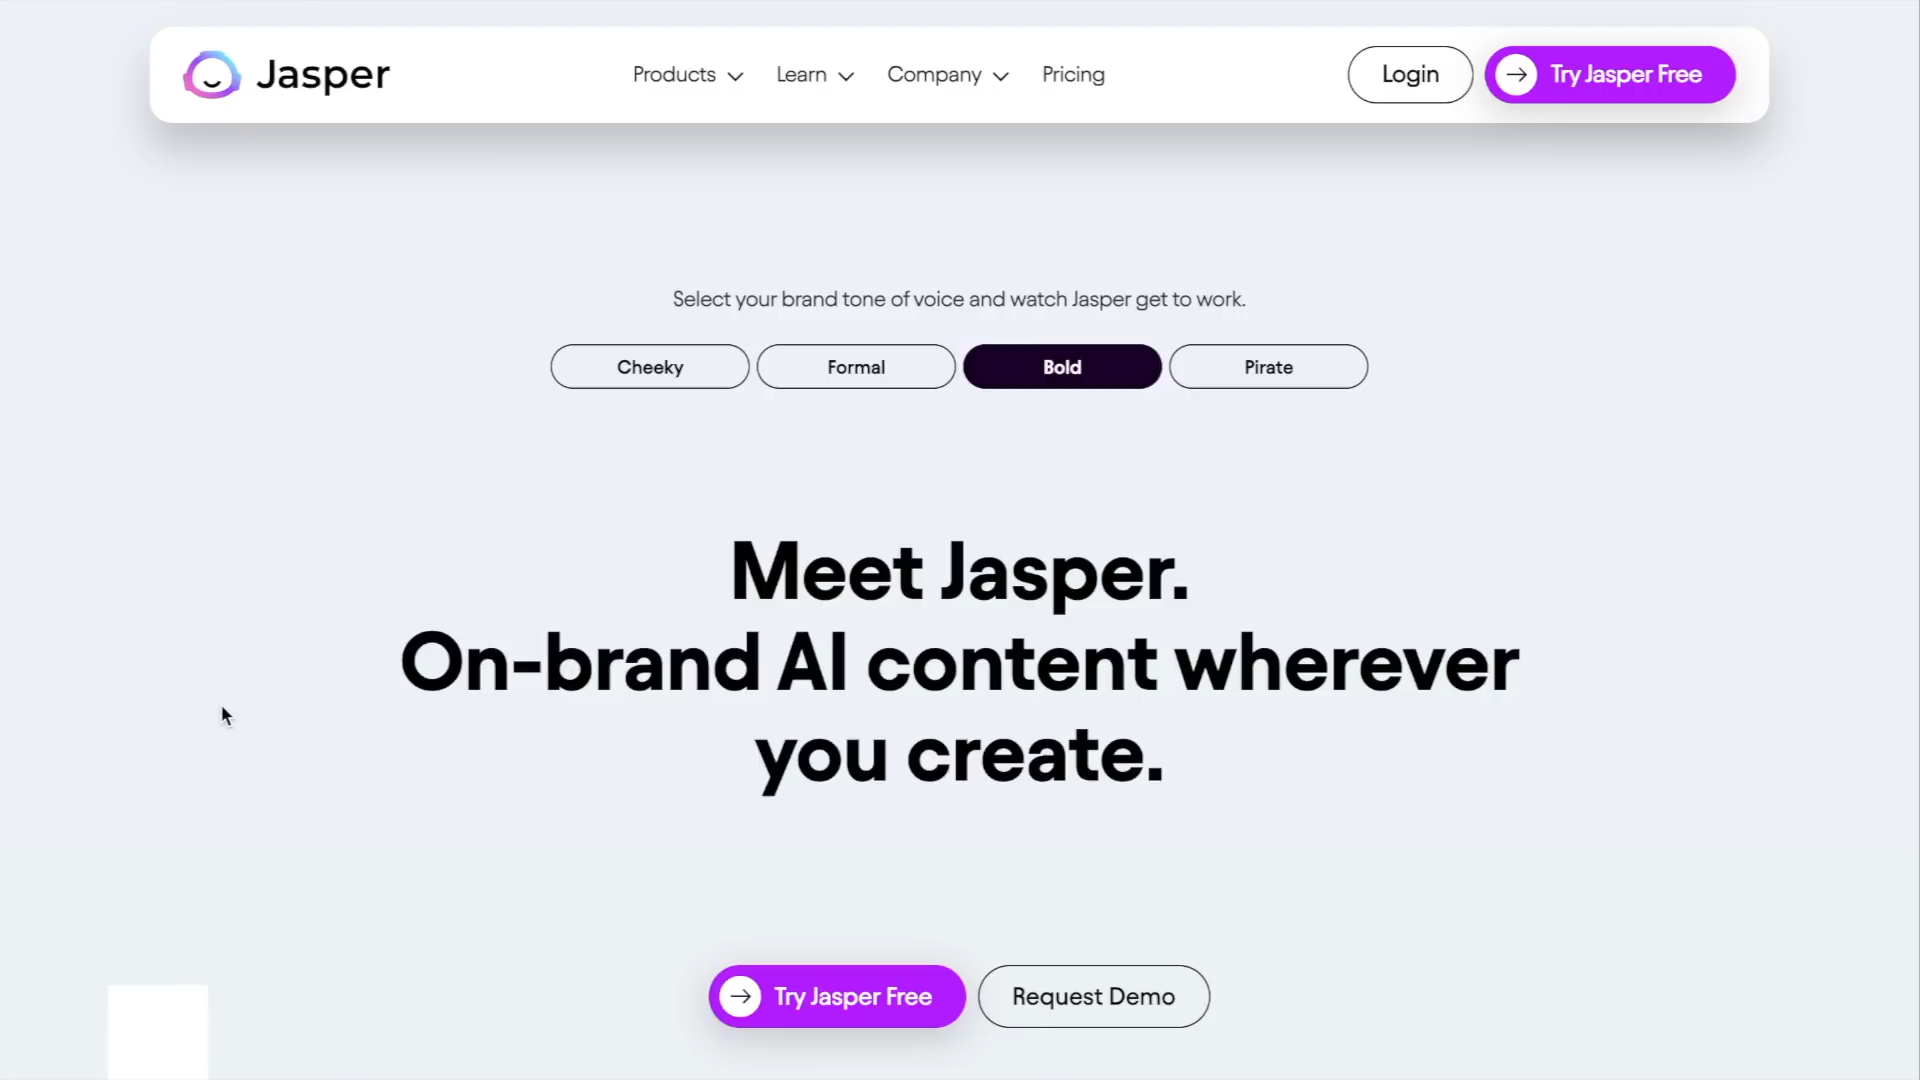 Jasper
Products
Learn
Company
Pricing
Login
Try Jasper Free
Select your brand tone of voice and watch Jasper get to work.
Cheeky
Formal
Bold
Pirate
Meet Jasper.
On-brand AI content wherever
you create.
Try Jasper Free
Request Demo